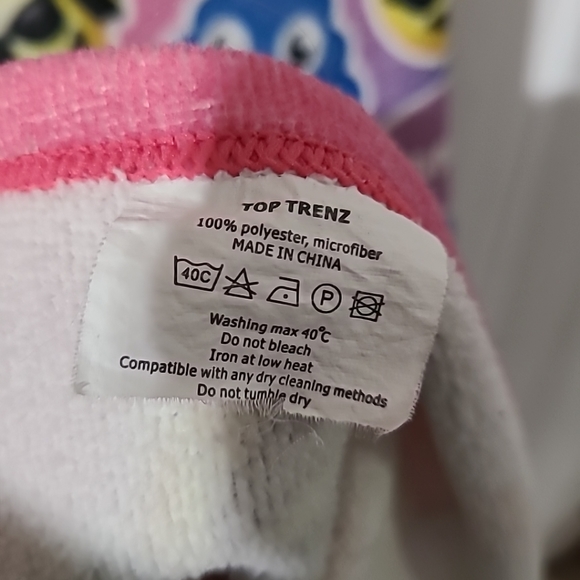 TOP TRENZ
100% polyester, microfiber
MADE IN CHINA
40C P
Washing max 40°C
Do not bleach
Iron at low heat
Compatible with any dry cleaning methods
Do not tumble dry